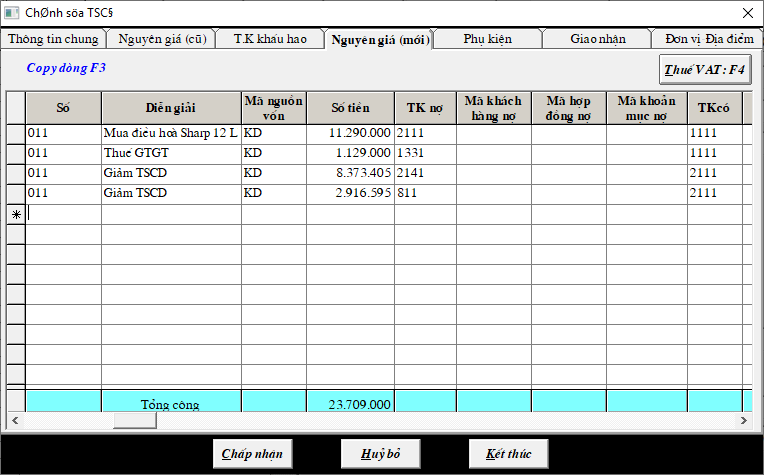 ChØnh söa TSC§
Thông tin chung Nguyên giá (cũ) T.K khấu hao Nguyên giá (mới) Phụ kiện Giao nhận Đơn vị-Địa điểm
Copy dòng F3
Thuế VAT : F4
Số Diễn giải Mã nguồn vốn Số tiền TK nợ Mã khách hàng nợ Mã hợp đồng nợ Mã khoản mục nợ TK có
011 Mua điều hoà Sharp 12 L KD 11.290.000 2111 1111
011 Thuế GTGT KD 1.129.000 1331 1111
011 Giảm TSCD KD 8.373.405 2141 2111
011 Giảm TSCD KD 2.916.595 811 2111
Tổng cộng 23.709.000
Chấp nhận Huỷ bỏ Kết thúc